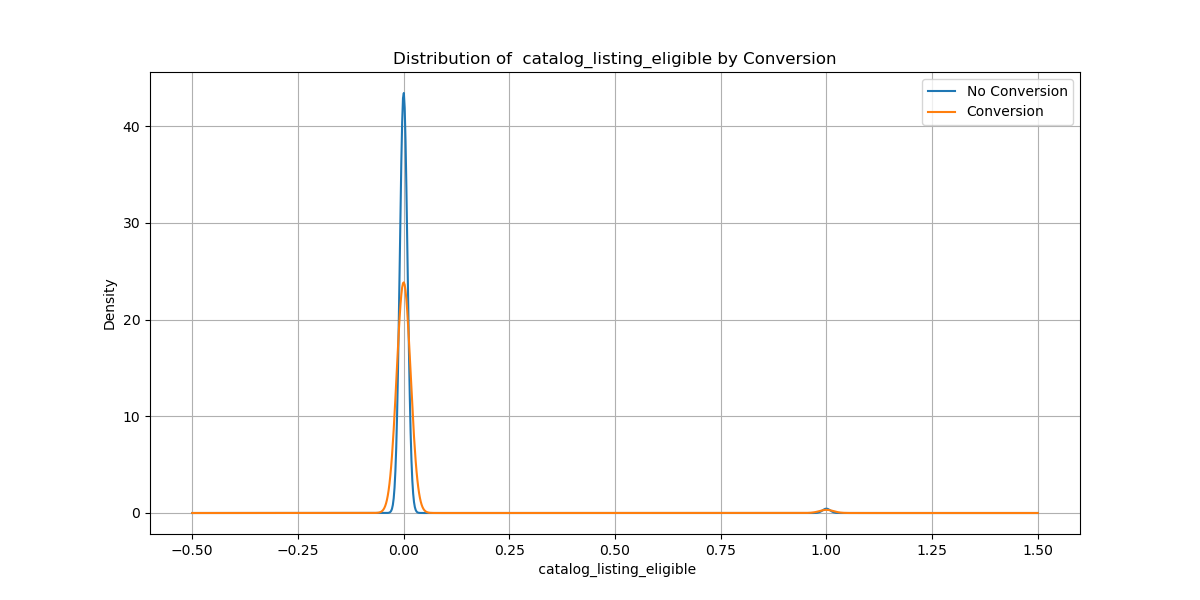 Distribution of  catalog_listing_eligible by Conversion
No Conversion
Conversion
Density
40
30
20
10
0
−0.50
−0.25
0.00
0.25
0.50
0.75
1.00
1.25
1.50
catalog_listing_eligible